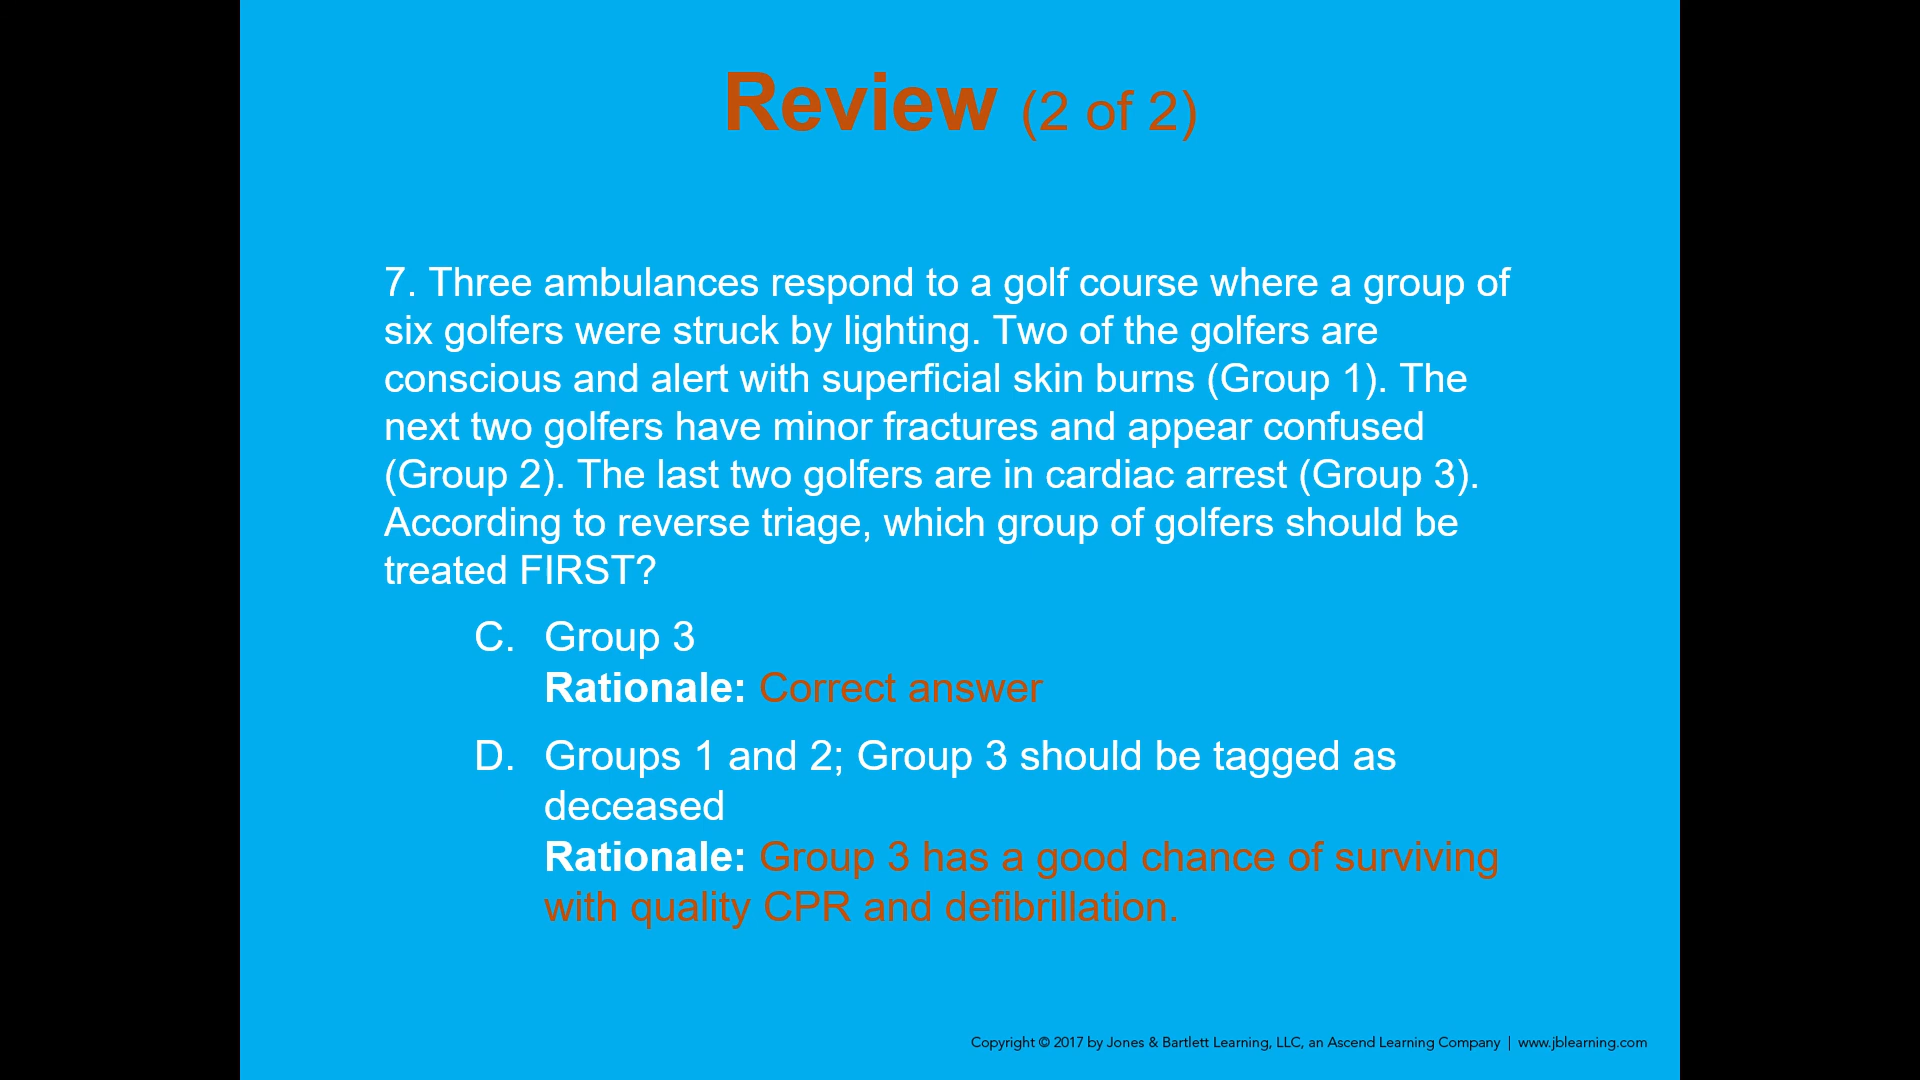 Review (2 of 2)
7. Three ambulances respond to a golf course where a group of
six golfers were struck by lighting. Two of the golfers are
conscious and alert with superficial skin burns (Group 1). The
next two golfers have minor fractures and appear confused
(Group 2). The last two golfers are in cardiac arrest (Group 3).
According to reverse triage, which group of golfers should be
treated FIRST?
C. Group 3
Rationale: Correct answer
D. Groups 1 and 2; Group 3 should be tagged as
deceased
Rationale: Group 3 has a good chance of surviving
with quality CPR and defibrillation.
Copyright © 2017 by Jones & Bartlett Learning, LLC, an Ascend Learning Company | www.jblearning.com